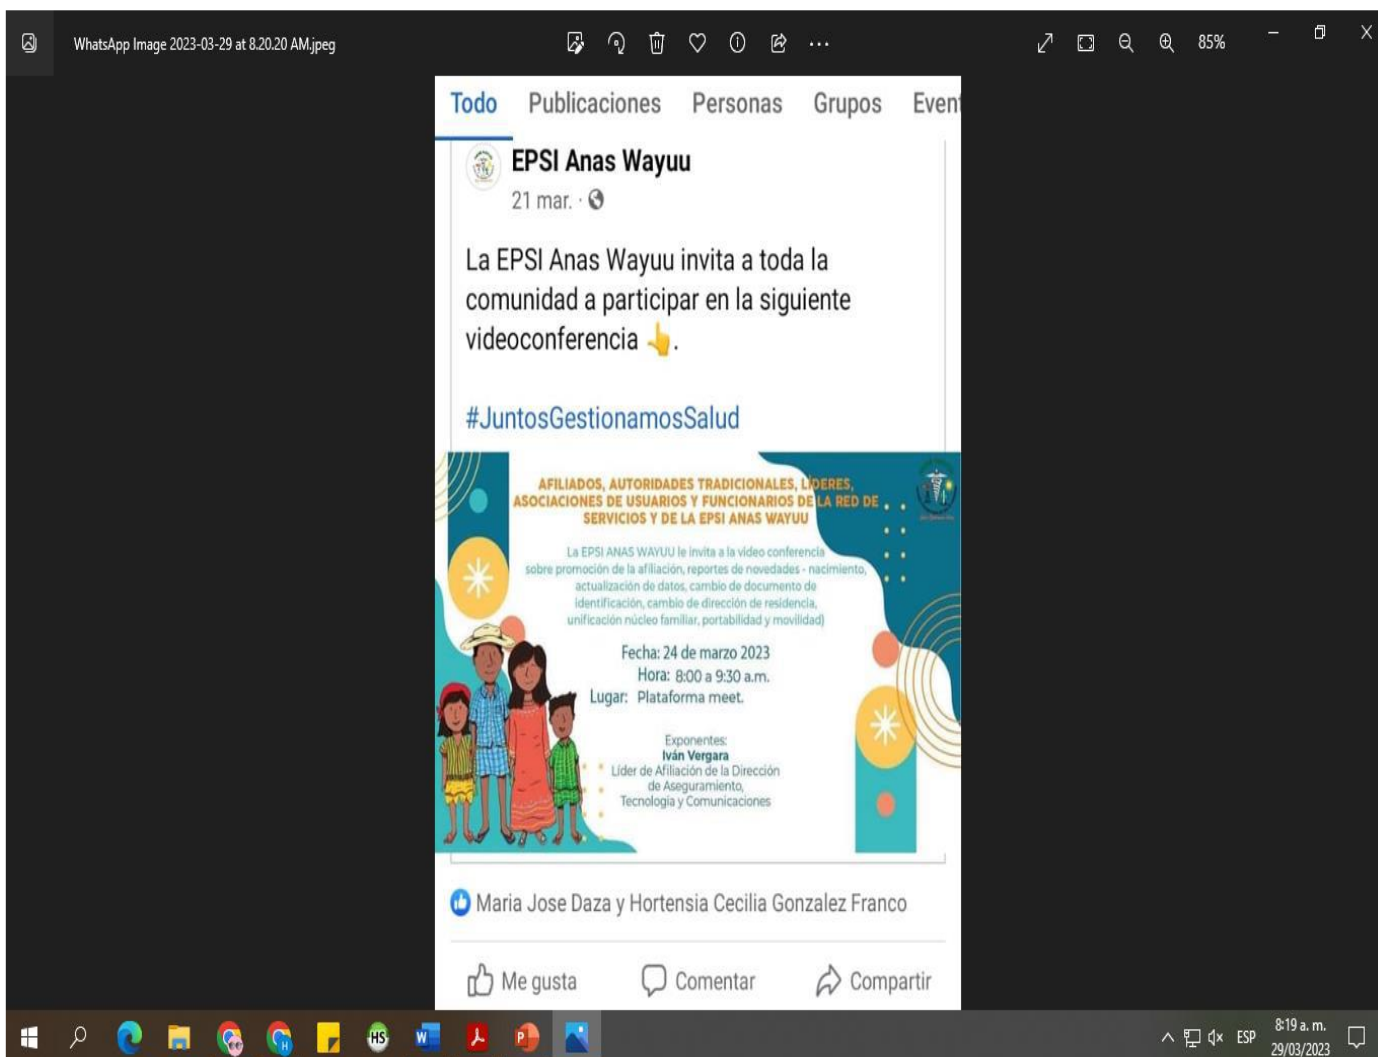 WhatsApp Image 2023-03-29 at 8.20.20 AM.jpeg
85%
Todo Publicaciones Personas Grupos Event
EPSI Anas Wayuu
21 mar. ·
La EPSI Anas Wayuu invita a toda la
comunidad a participar en la siguiente
videoconferencia 👆.
#JuntosGestionamosSalud
AFILIADOS, AUTORIDADES TRADICIONALES, LÍDERES,
ASOCIACIONES DE USUARIOS Y FUNCIONARIOS DE LA RED DE
SERVICIOS Y DE LA EPSI ANAS WAYUU
La EPSI ANAS WAYUU le invita a la video conferencia
sobre promoción de la afiliación, reportes de novedades - nacimiento,
actualización de datos, cambio de documento de
identificación, cambio de dirección de residencia,
unificación núcleo familiar, portabilidad y movilidad)
Fecha: 24 de marzo 2023
Hora: 8:00 a 9:30 a.m.
Lugar: Plataforma meet.
Exponentes:
Iván Vergara
Líder de Afiliación de la Dirección
de Aseguramiento,
Tecnología y Comunicaciones
Maria Jose Daza y Hortensia Cecilia Gonzalez Franco
Me gusta Comentar Compartir
H HS W P
ESP
8:19 a. m.
29/03/2023